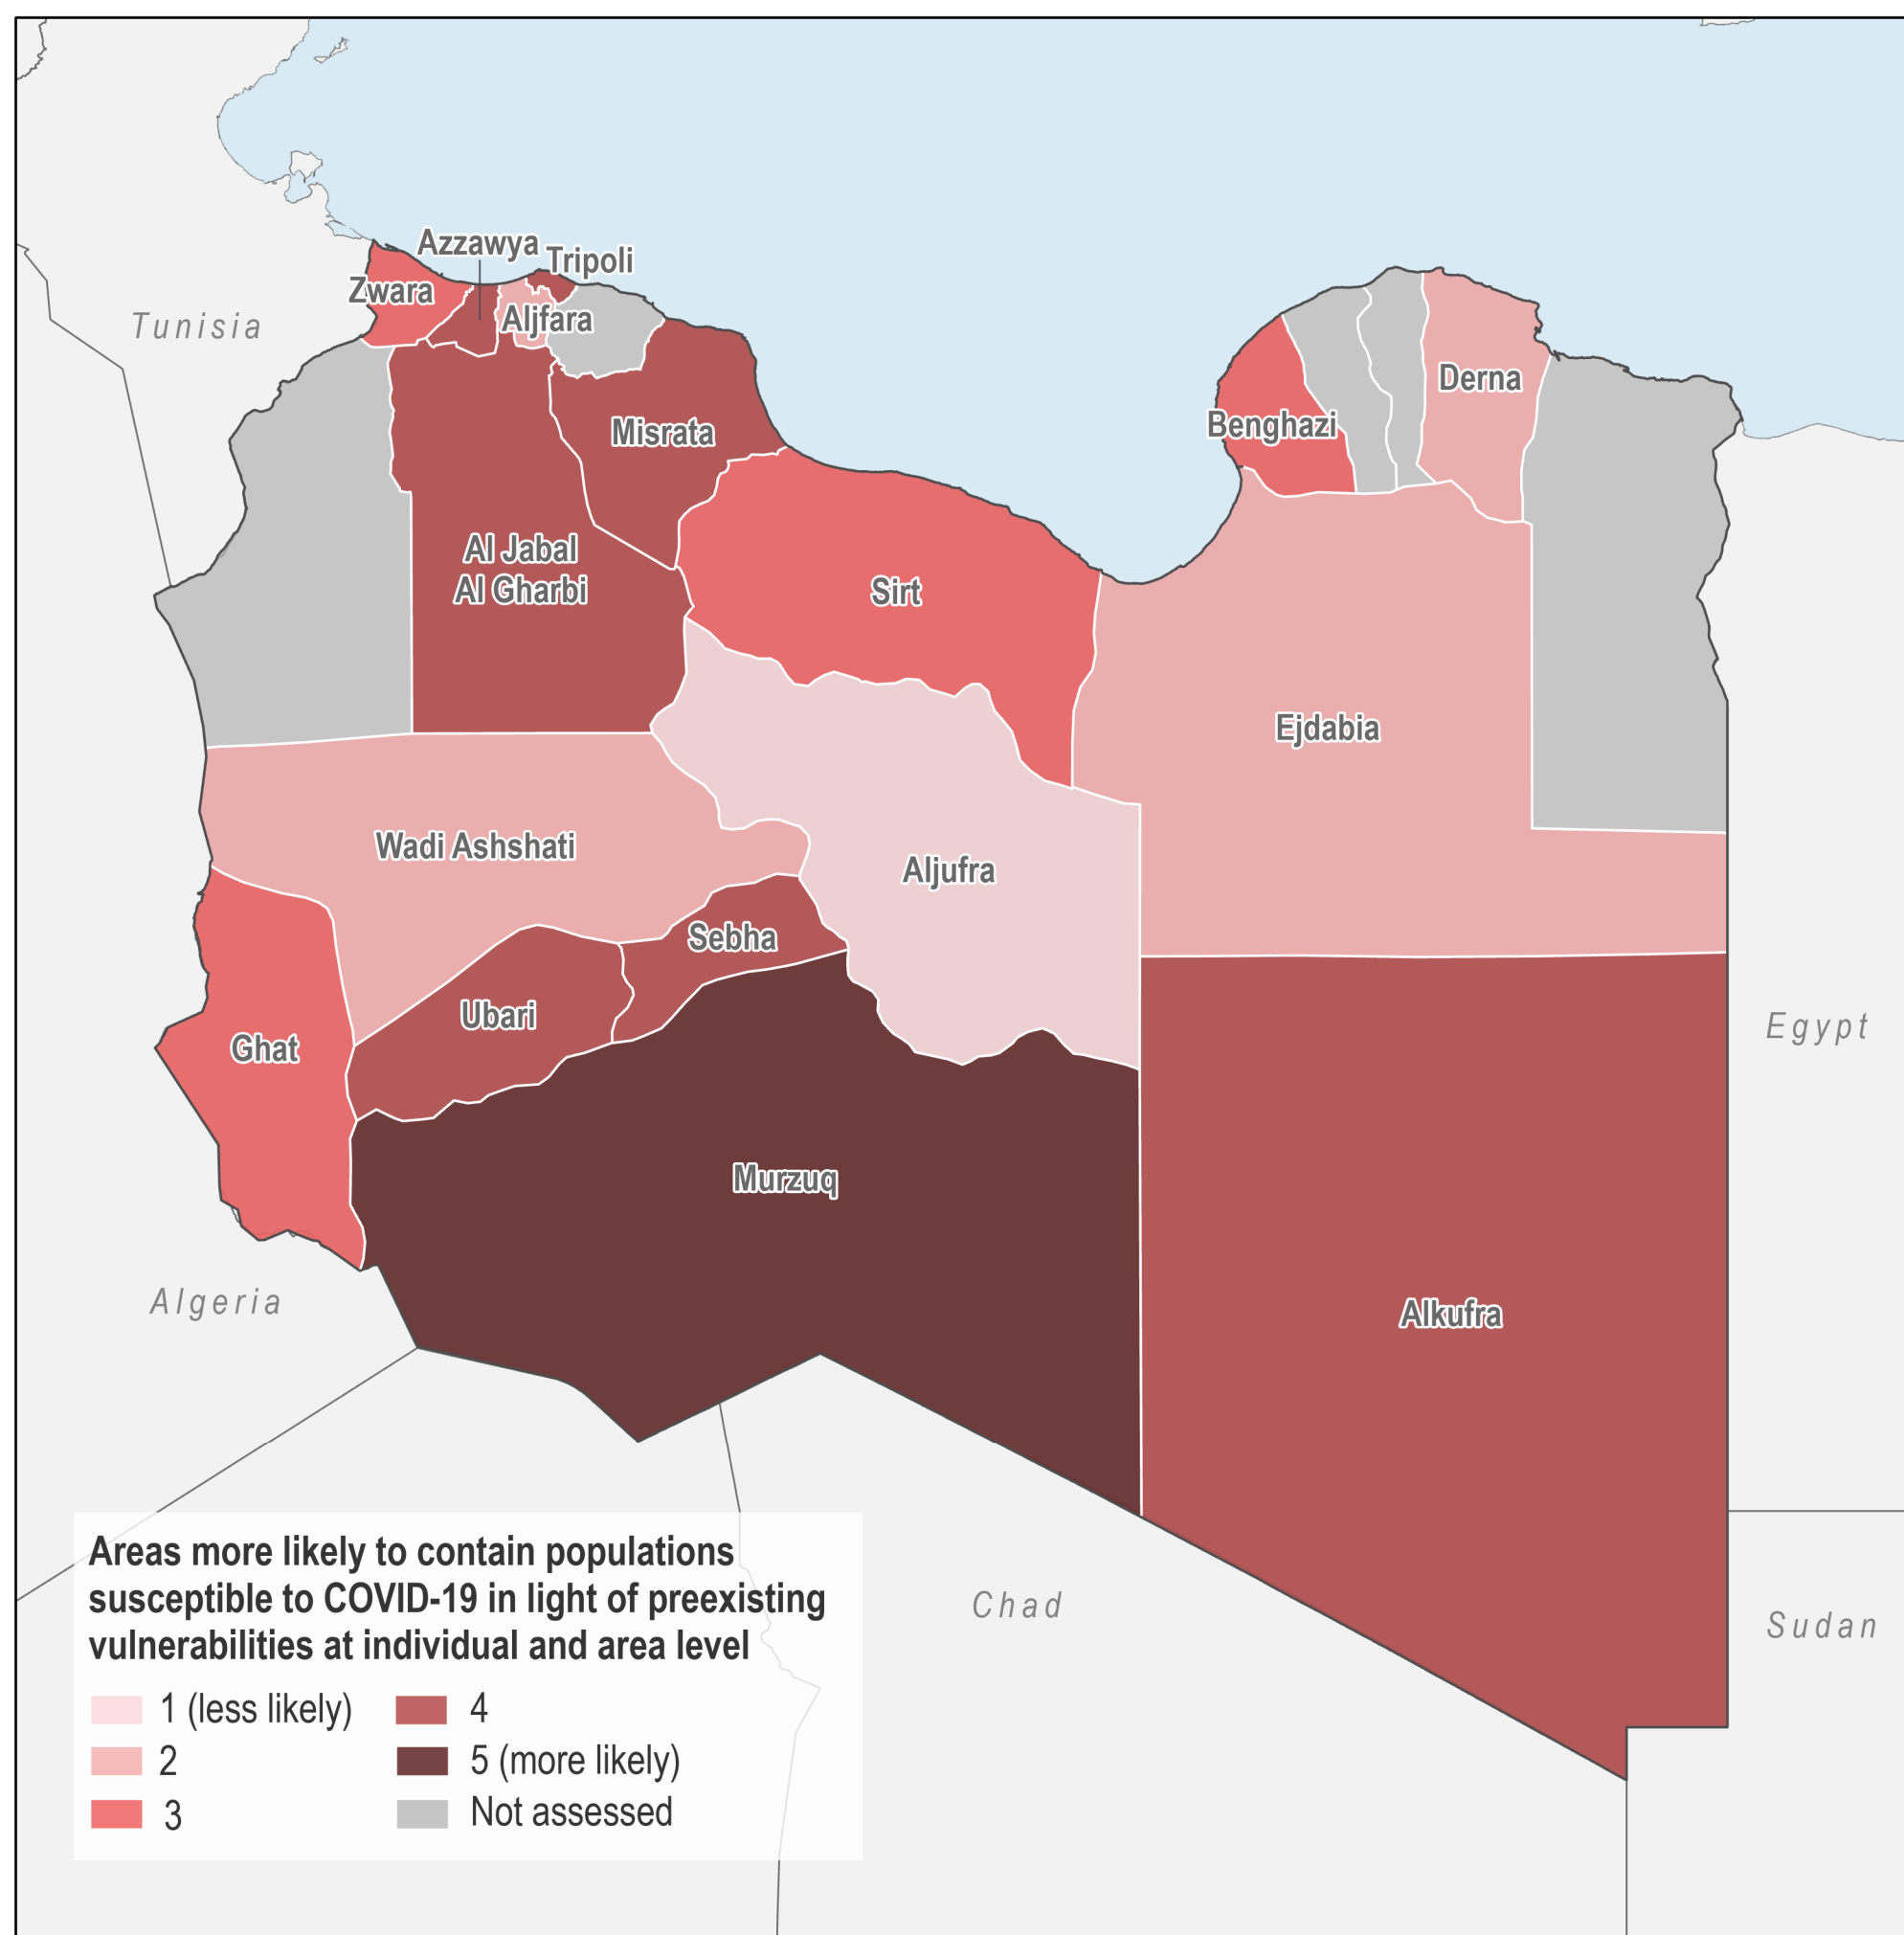 Azzawya
Tripoli
Zwara
Aljfara
Tunisia
Derna
Benghazi
Misrata
Al Jabal
Al Gharbi
Sirt
Ejdabia
Wadi Ashshati
Aljufra
Sebha
Ubari
Egypt
Ghat
Murzuq
Algeria
Alkufra
Chad
Sudan
Areas more likely to contain populations
susceptible to COVID-19 in light of preexisting
vulnerabilities at individual and area level
1 (less likely)
2
3
4
5 (more likely)
Not assessed